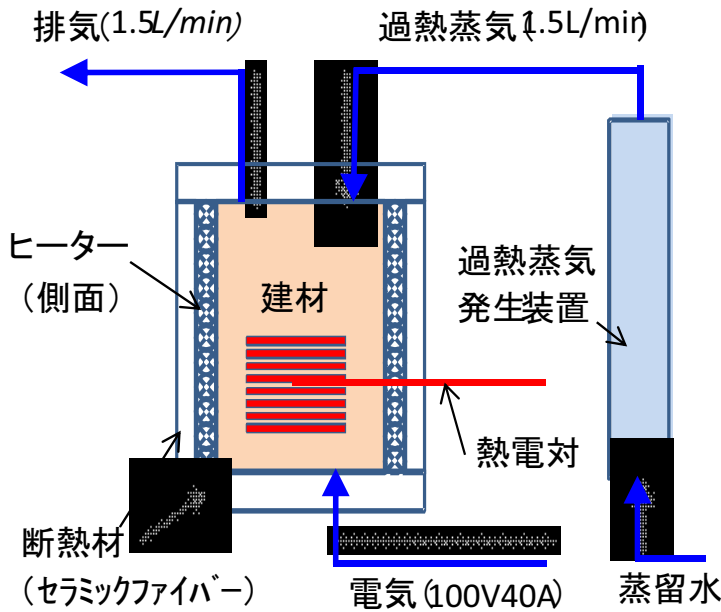 排気(1.5L/min)
過熱蒸気(1.5L/min)
ヒーター
(側面)
建材
過熱蒸気
発生装置
熱電対
断熱材
(セラミックファイバー)
電気(100V40A)
蒸留水